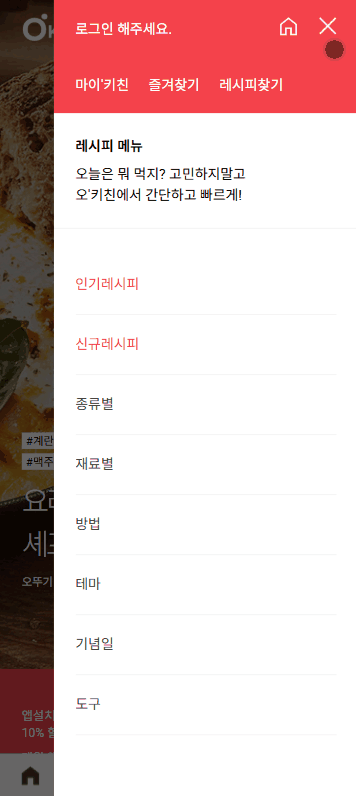 로그인 해주세요.
마이'키친 즐겨찾기 레시피찾기
레시피 메뉴
오늘은 뭐 먹지? 고민하지말고
오'키친에서 간단하고 빠르게!
인기레시피
신규레시피
종류별
재료별
방법
테마
기념일
도구
#계란
#맥주
오뚜기
앱설치
10%